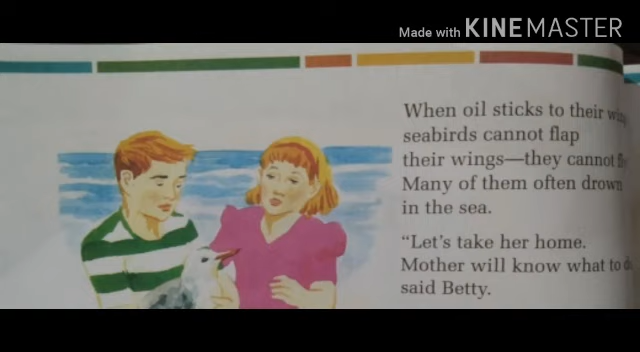 Made with KINEMASTER
When oil sticks to their
seabirds cannot flap
their wings—they cannot
Many of them often drown
in the sea.
“Let’s take her home.
Mother will know what to
said Betty.